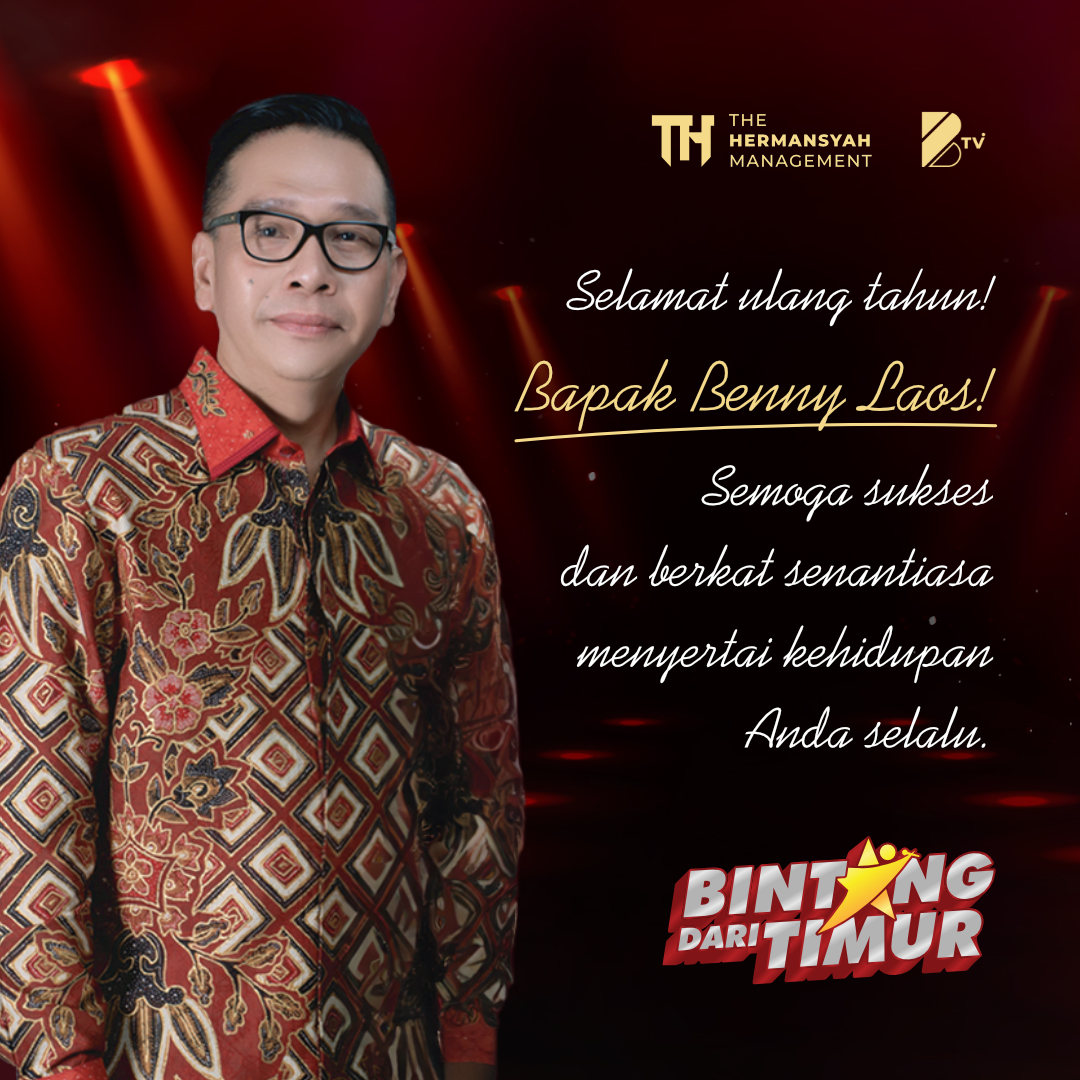 THE
HERMANSYAH
MANAGEMENT
TH
B TV
Selamat ulang tahun!
Bapak Benny Laos!
Semoga sukses
dan berkat senantiasa
menyertai kehidupan
Anda selalu.
BINTANG
DARI TIMUR